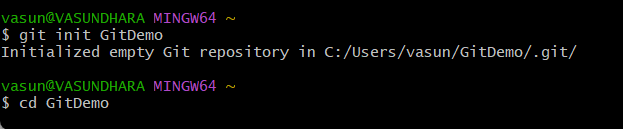 vasun@VASUNDHARA MINGW64 ~
$ git init GitDemo
Initialized empty Git repository in C:/Users/vasun/GitDemo/.git/
vasun@VASUNDHARA MINGW64 ~
$ cd GitDemo